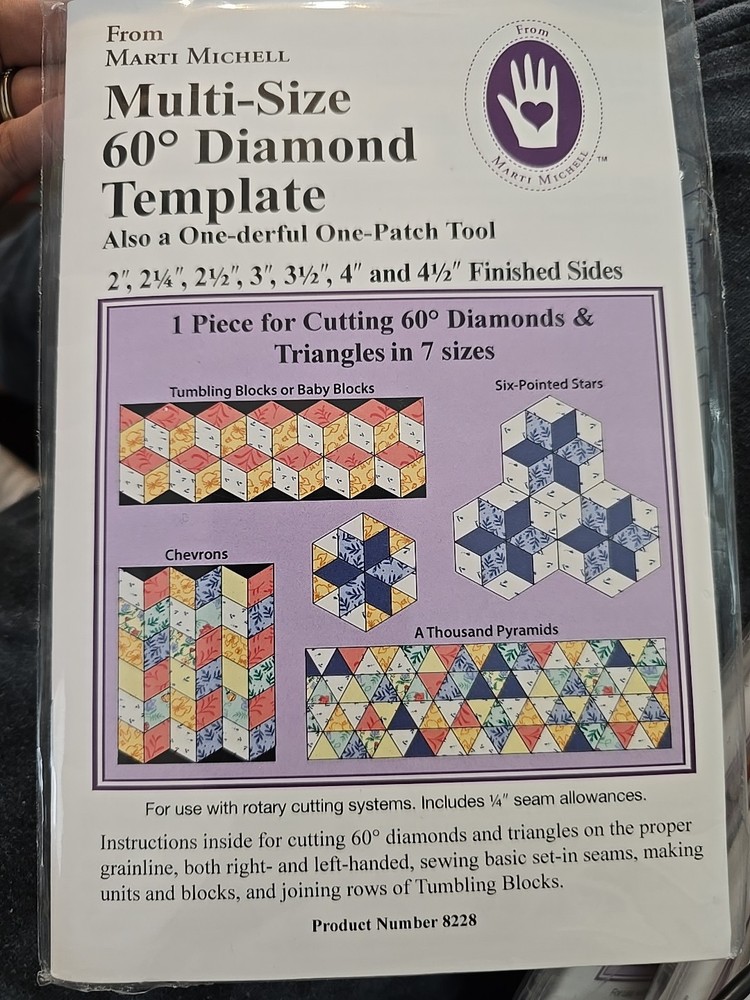 From
MARTI MICHELL
Multi-Size
60° Diamond
Template
Also a One-derful One-Patch Tool
2", 2¼", 2½", 3", 3½", 4" and 4½" Finished Sides
From
MARTI MICHELL
™
1 Piece for Cutting 60° Diamonds &
Triangles in 7 sizes
Tumbling Blocks or Baby Blocks
Six-Pointed Stars
Chevrons
A Thousand Pyramids
For use with rotary cutting systems. Includes ¼" seam allowances.
Instructions inside for cutting 60° diamonds and triangles on the proper
grainline, both right- and left-handed, sewing basic set-in seams, making
units and blocks, and joining rows of Tumbling Blocks.
Product Number 8228